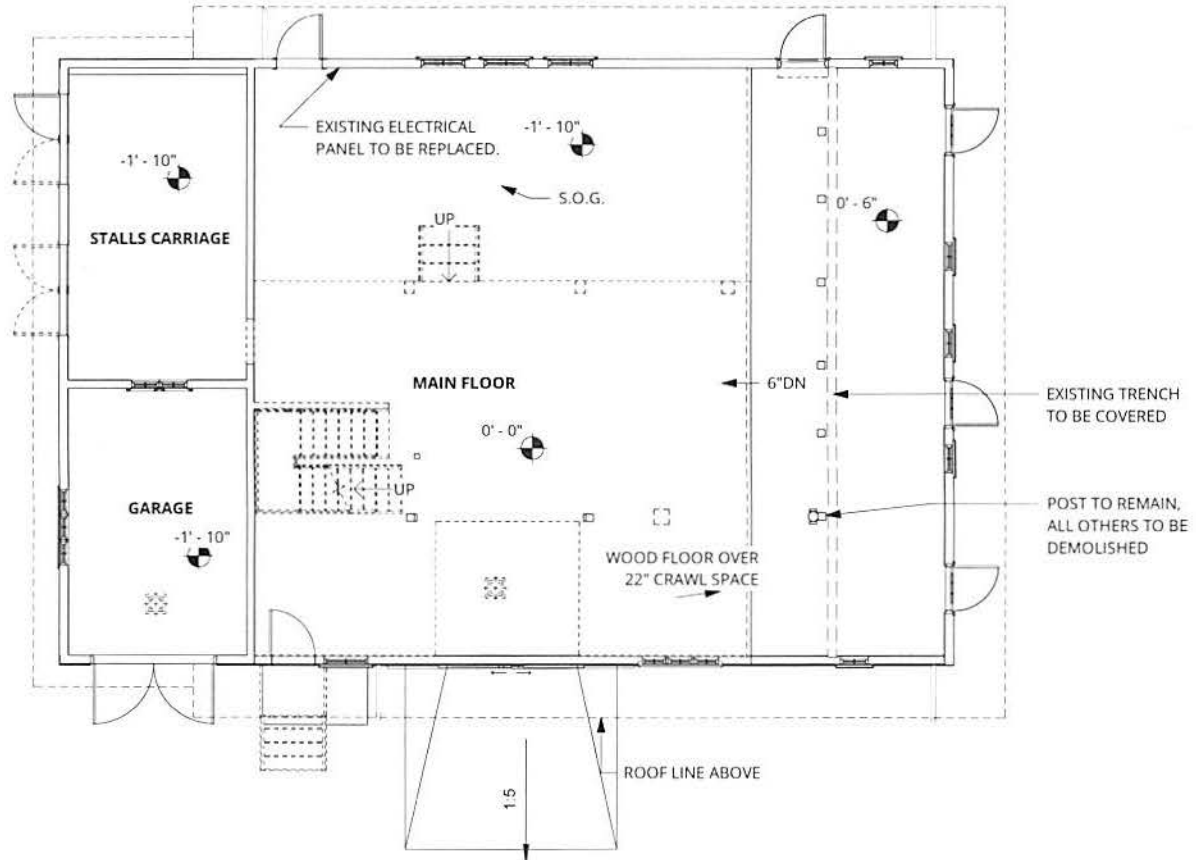 EXISTING ELECTRICAL
PANEL TO BE REPLACED.
-1' - 10"
-1' - 10"
S.O.G.
0' - 6"
UP
STALLS CARRIAGE
MAIN FLOOR
6"DN
EXISTING TRENCH
TO BE COVERED
0' - 0"
UP
GARAGE
-1' - 10"
POST TO REMAIN,
ALL OTHERS TO BE
DEMOLISHED
WOOD FLOOR OVER
22" CRAWL SPACE
ROOF LINE ABOVE
1:5